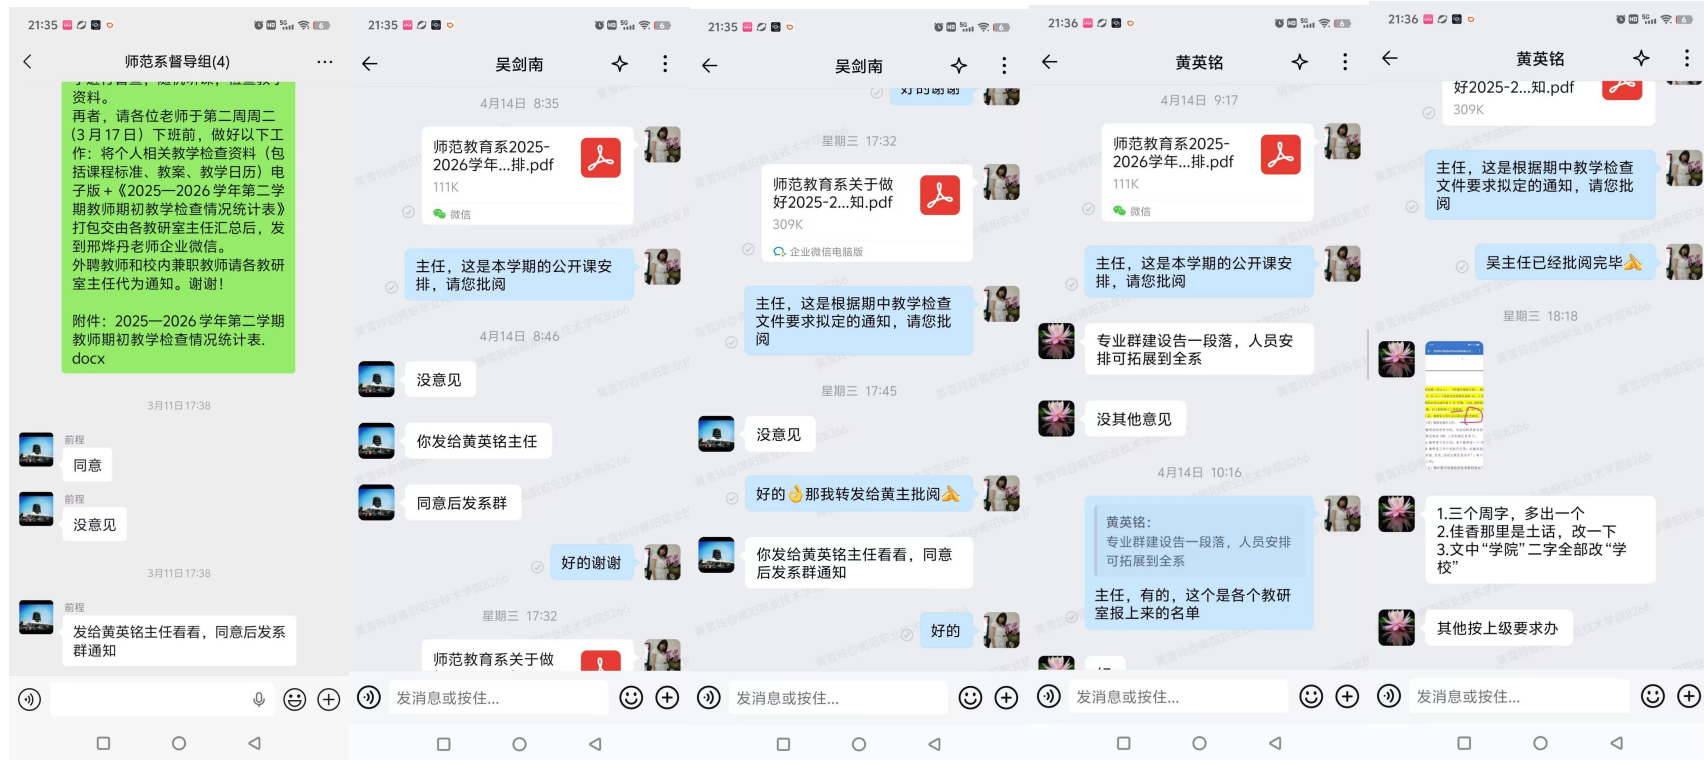 21:35
师范系督导组(4)
资料。
再者，请各位老师于第二周周二
(3月17日）下班前，做好以下工
作：将个人相关教学检查资料（包
括课程标准、教案、教学日历）电
子版+《2025—2026学年第二学
期教师期初教学检查情况统计表》
打包交由各教研室主任汇总后，发
到邢烨丹老师企业微信。
外聘教师和校内兼职教师请各教研
室主任代为通知。谢谢！
附件：2025—2026学年第二学期
教师期初教学检查情况统计表.
docx
3月11日17:38
前程
同意
前程
没意见
3月11日17:38
前程
发给黄英铭主任看看，同意后发系
群通知
21:35
吴剑南
4月14日 8:35
师范教育系2025-
2026学年...排.pdf
111K
微信
主任，这是本学期的公开课安
排，请您批阅
4月14日 8:46
没意见
你发给黄英铭主任
同意后发系群
好的谢谢
星期三 17:32
师范教育系关于做
发消息或按住...
21:35
吴剑南
好的谢谢
星期三 17:32
师范教育系关于做
好2025-2...知.pdf
309K
企业微信电脑版
主任，这是根据期中教学检查
文件要求拟定的通知，请您批
阅
星期三 17:45
没意见
好的👌那我转发给黄主批阅🙏
你发给黄英铭主任看看，同意
后发系群通知
好的
发消息或按住...
21:36
黄英铭
4月14日 9:17
师范教育系2025-
2026学年...排.pdf
111K
微信
主任，这是本学期的公开课安
排，请您批阅
专业群建设告一段落，人员安
排可拓展到全系
没其他意见
4月14日 10:16
黄英铭：
专业群建设告一段落，人员安排
可拓展到全系
主任，有的，这个是各个教研
室报上来的名单
发消息或按住...
21:36
黄英铭
好2025-2...知.pdf
309K
主任，这是根据期中教学检查
文件要求拟定的通知，请您批
阅
吴主任已经批阅完毕🙏
星期三 18:18
1.三个周字，多出一个
2.佳香那里是土话，改一下
3.文中“学院”二字全部改“学
校”
其他按上级要求办
发消息或按住...